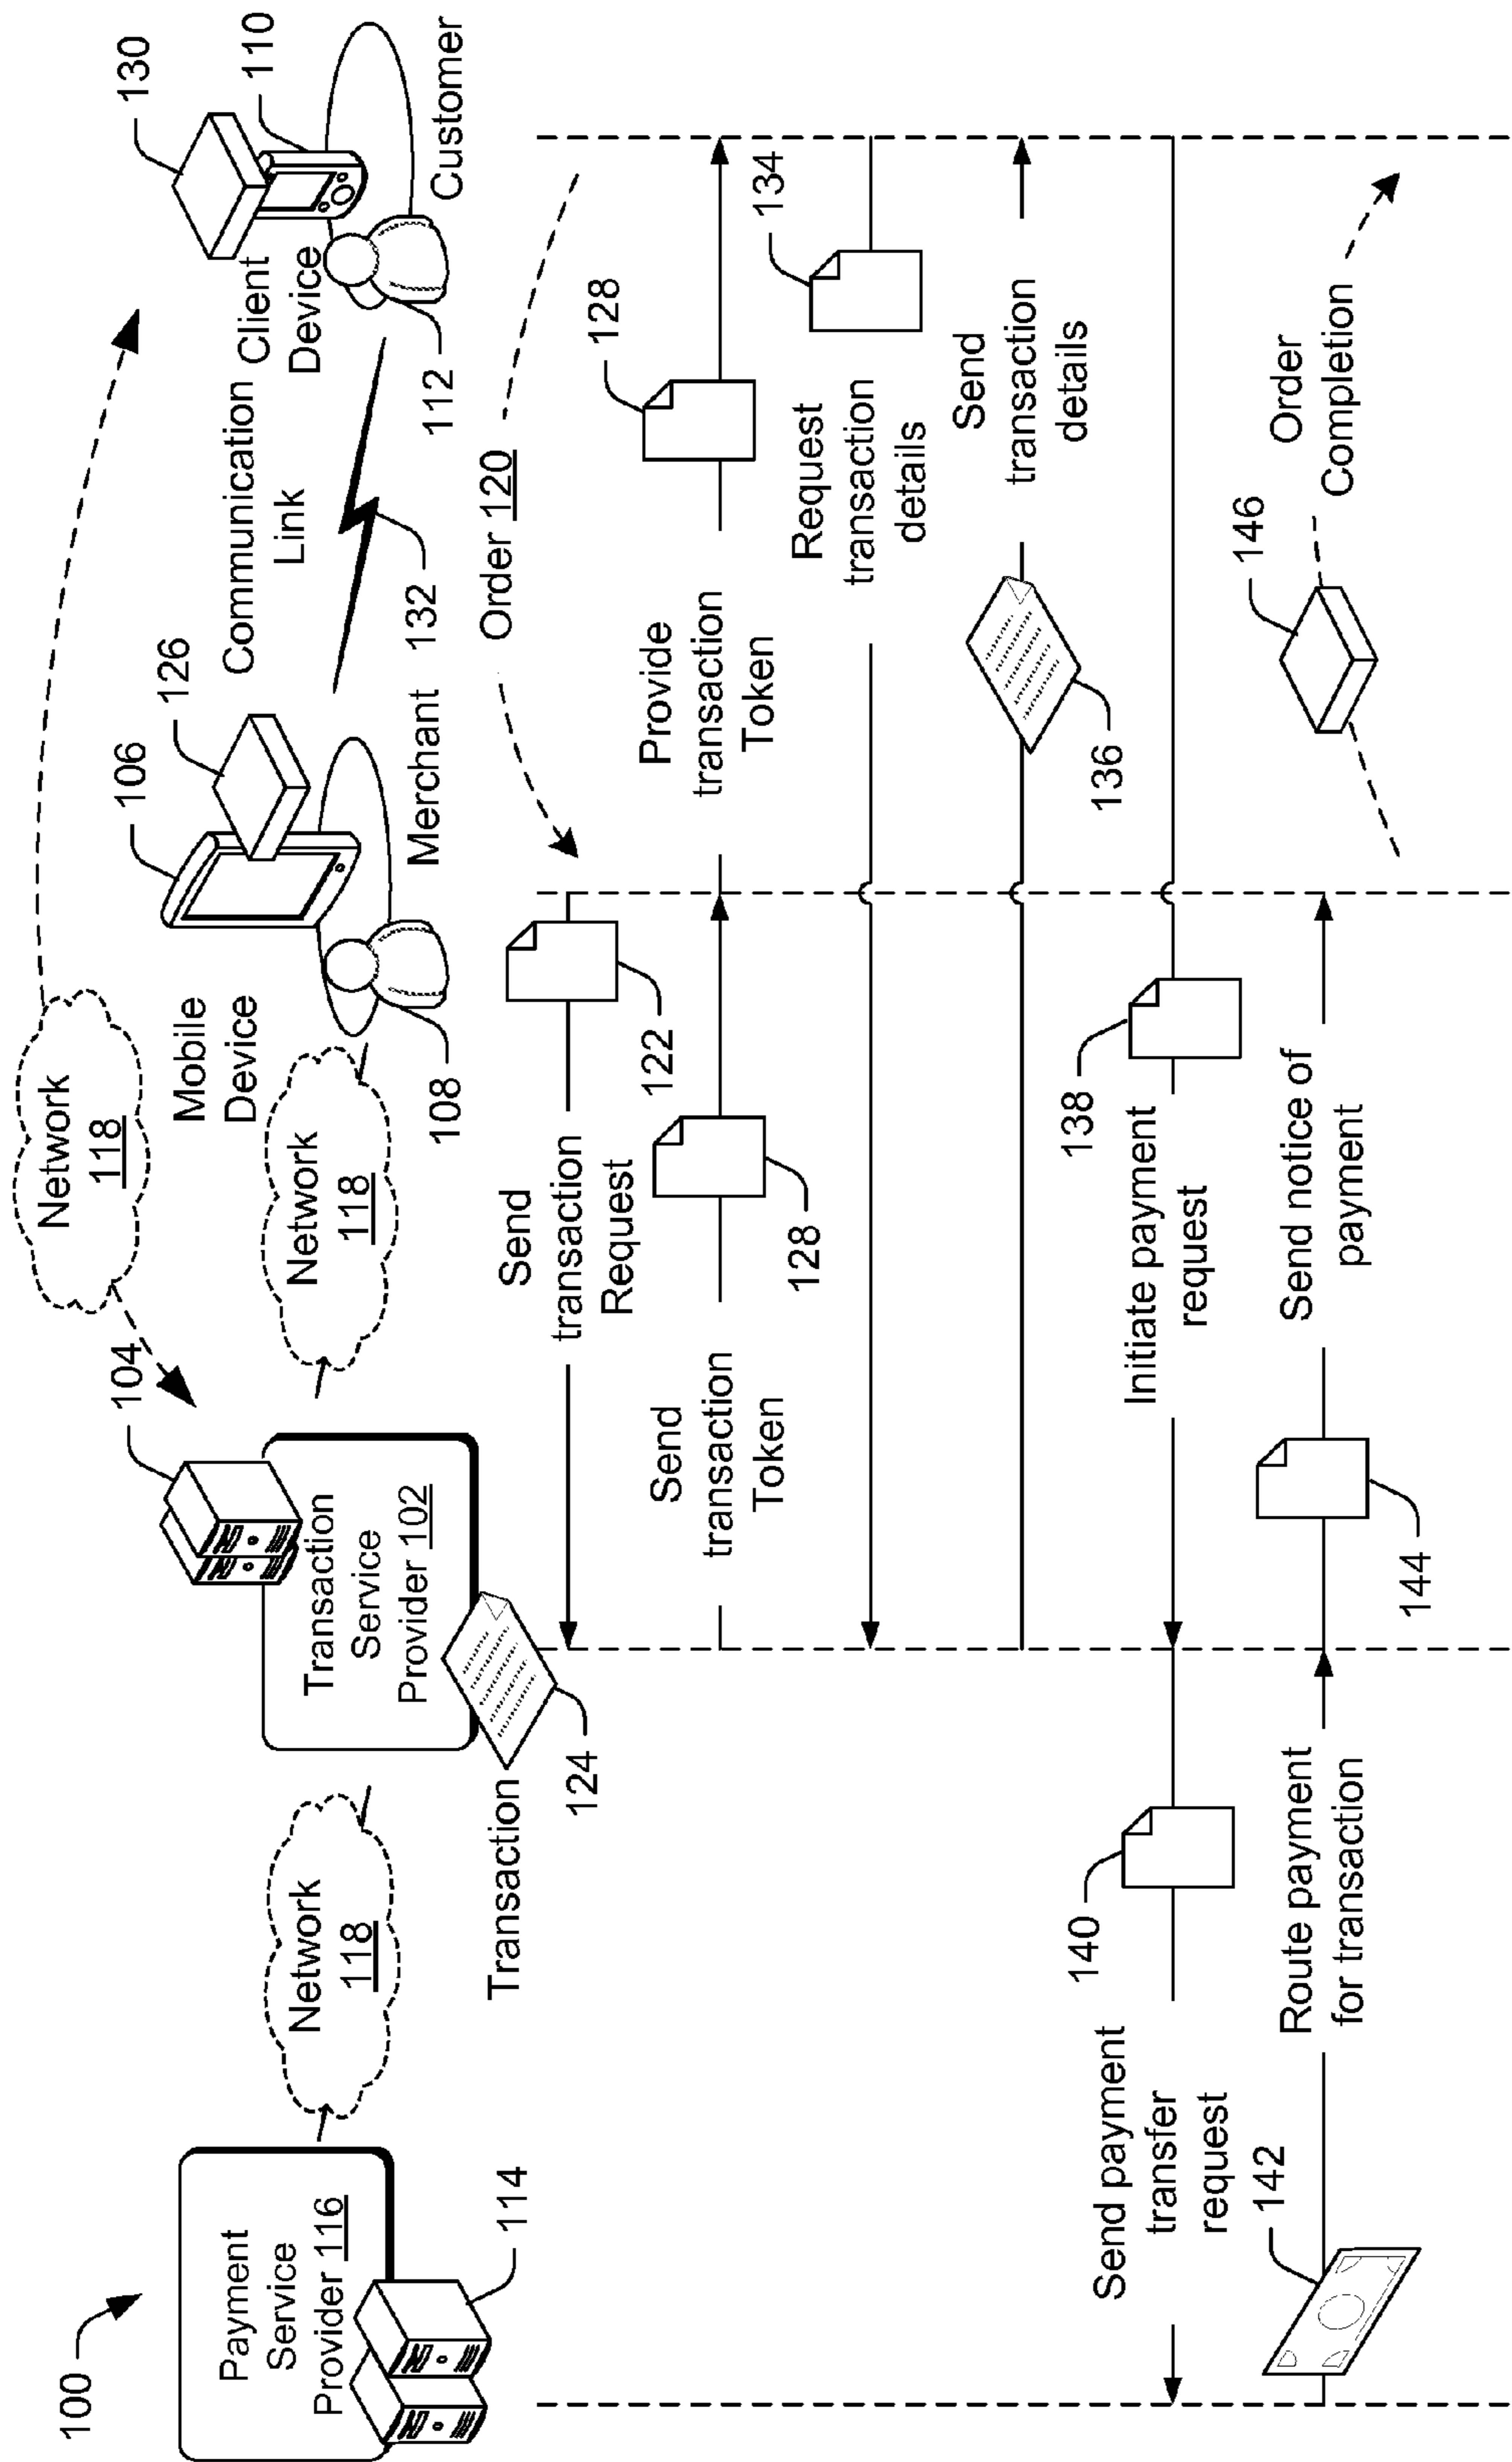 100
Payment
Service
Provider 116
114
Network
118
Transaction
Service
Provider 102
104
Transaction
124
Network
118
Network
118
Mobile
Device
106
126
108
Merchant
Communication
Link
132
Client
Device
130
110
112
Customer
Order 120
Send
transaction
Request
122
Send
transaction
Token
128
Provide
transaction
Token
128
Request
transaction
details
134
Send
transaction
details
136
Initiate payment
request
138
Send payment
transfer
request
140
142
Route payment
for transaction
144
Send notice of
payment
146
Order
Completion